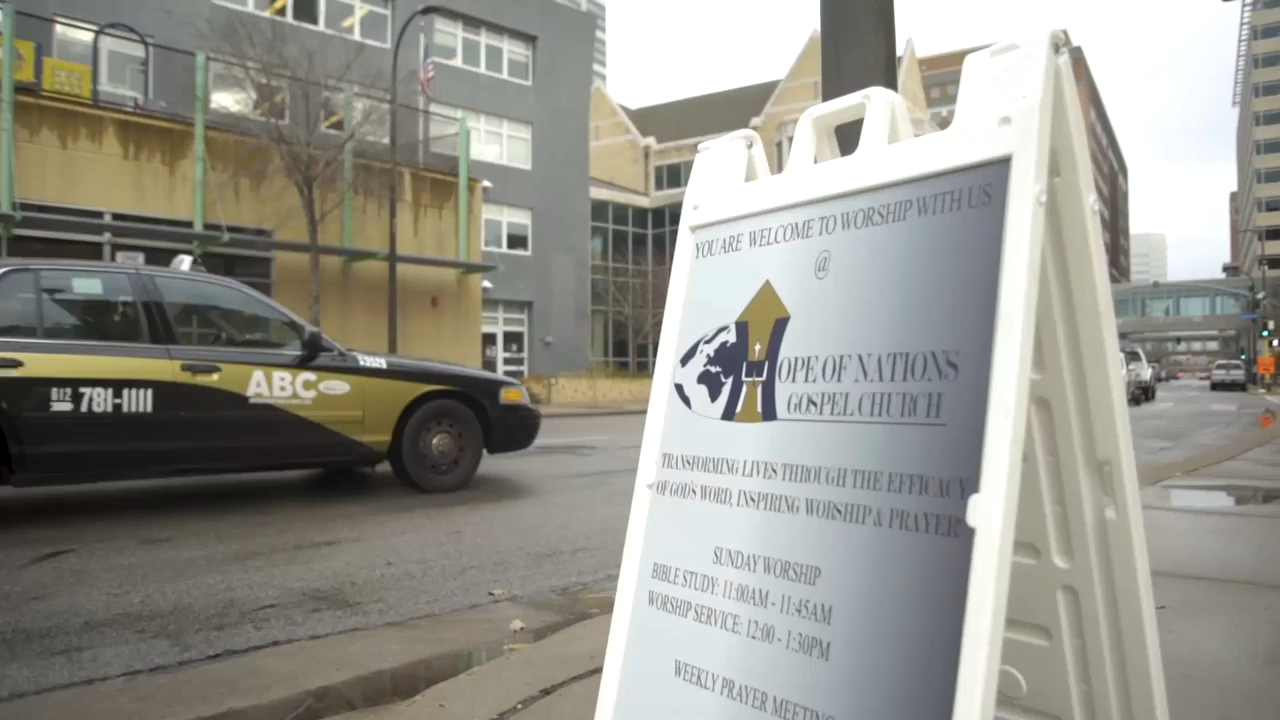 YOU ARE WELCOME TO WORSHIP WITH US
@
HOPE OF NATIONS
GOSPEL CHURCH
TRANSFORMING LIVES THROUGH THE EFFICACY
OF GOD'S WORD, INSPIRING WORSHIP & PRAYER
SUNDAY WORSHIP
BIBLE STUDY: 11:00AM - 11:45AM
WORSHIP SERVICE: 12:00 - 1:30PM
WEEKLY PRAYER MEETING
ABC
612
781-1111